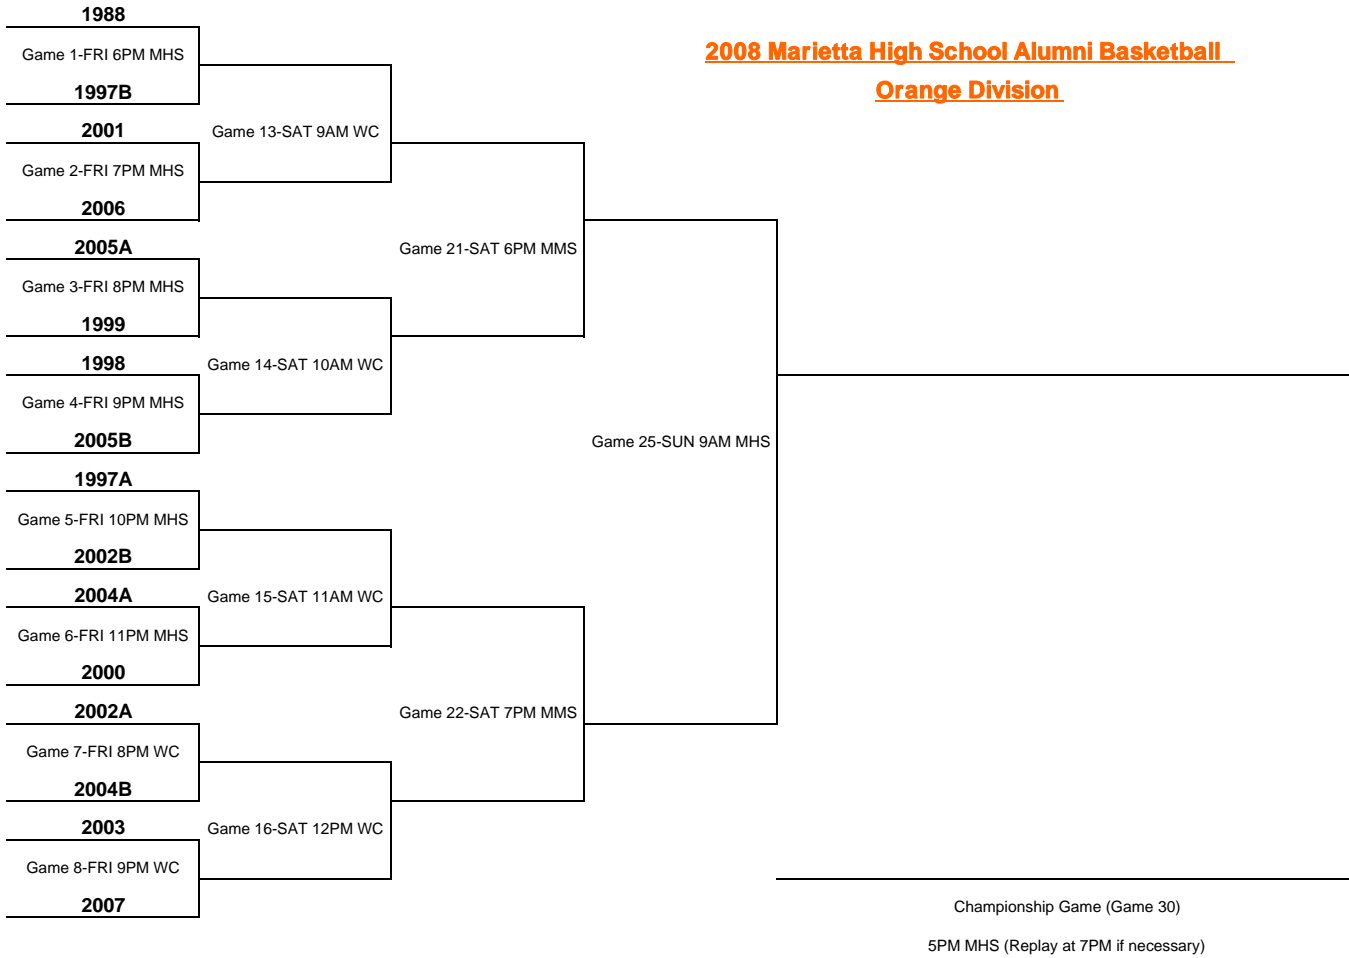 2008 Marietta High School Alumni Basketball
Orange Division
1988
Game 1-FRI 6PM MHS
1997B
2001
Game 13-SAT 9AM WC
Game 2-FRI 7PM MHS
2006
2005A
Game 21-SAT 6PM MMS
Game 3-FRI 8PM MHS
1999
1998
Game 14-SAT 10AM WC
Game 4-FRI 9PM MHS
2005B
Game 25-SUN 9AM MHS
1997A
Game 5-FRI 10PM MHS
2002B
2004A
Game 15-SAT 11AM WC
Game 6-FRI 11PM MHS
2000
2002A
Game 22-SAT 7PM MMS
Game 7-FRI 8PM WC
2004B
2003
Game 16-SAT 12PM WC
Game 8-FRI 9PM WC
2007
Championship Game (Game 30)
5PM MHS (Replay at 7PM if necessary)